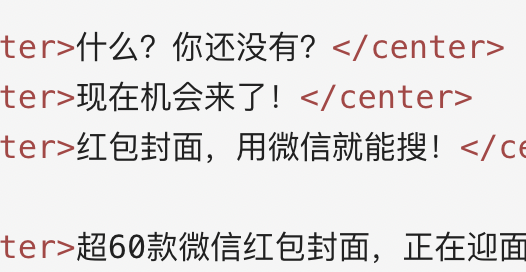 ter>什么？你还没有？</center>
ter>现在机会来了！</center>
ter>红包封面，用微信就能搜！</ce
ter>超60款微信红包封面，正在迎面